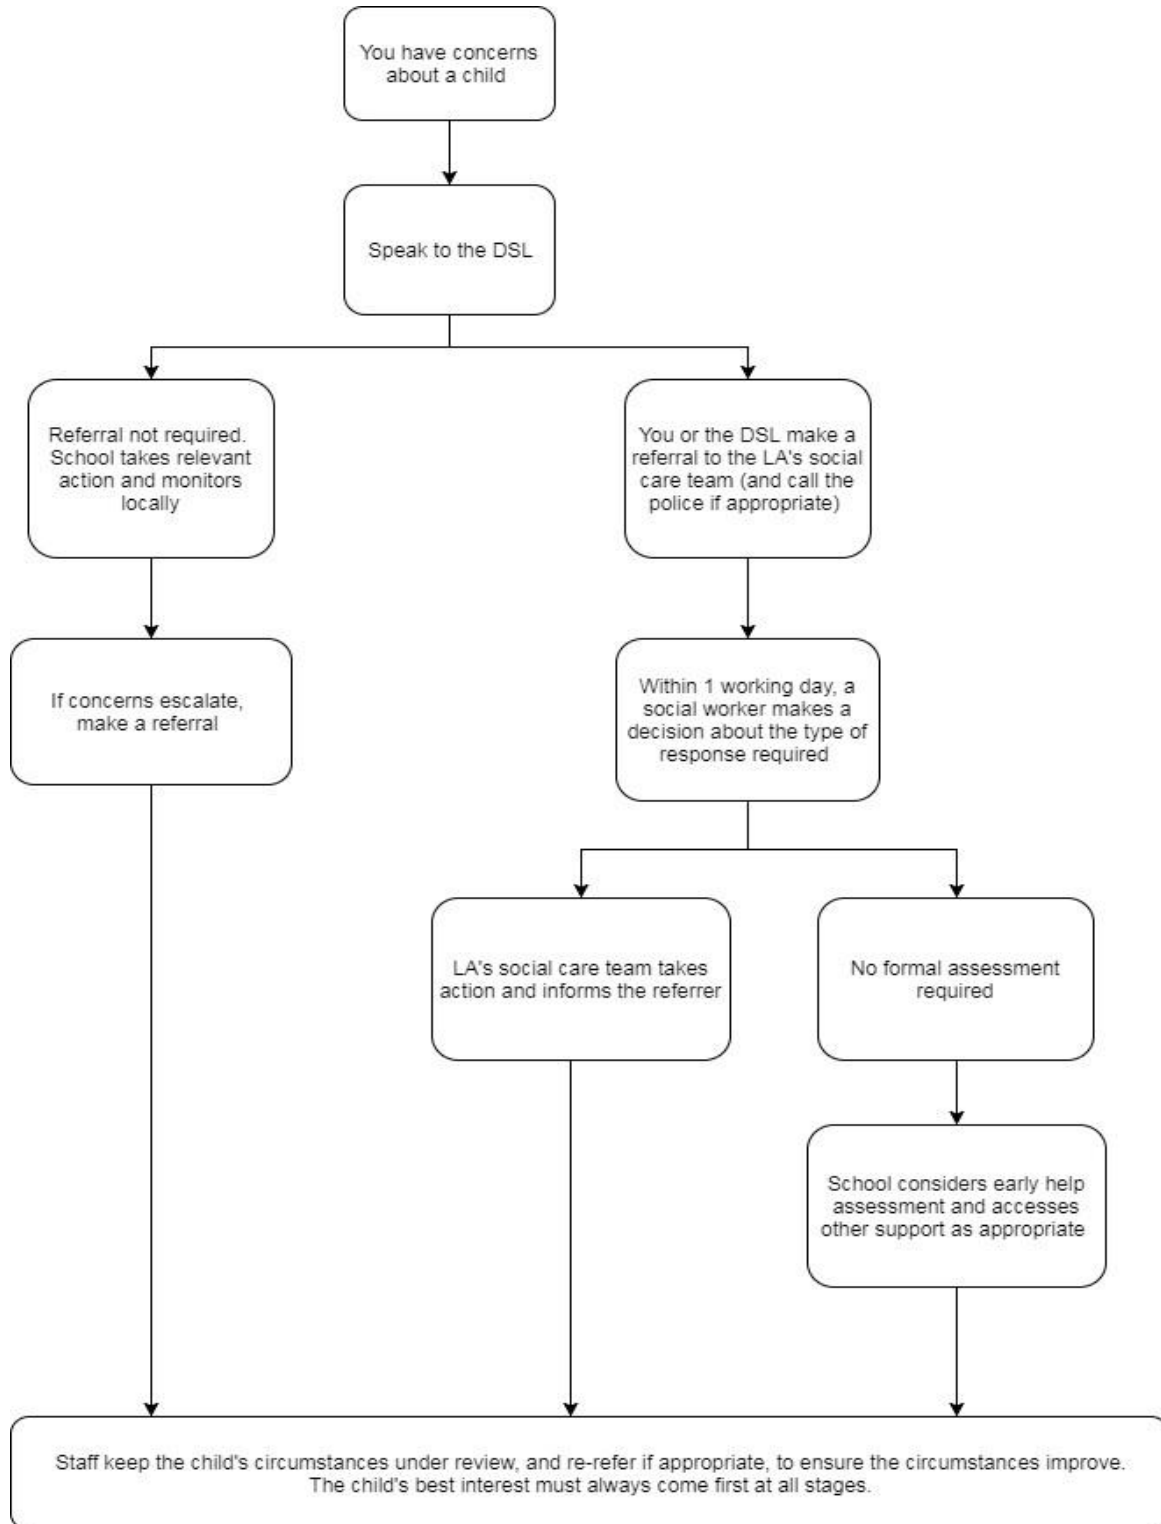 You have concerns
about a child
Speak to the DSL
Referral not required.
School takes relevant
action and monitors
locally
You or the DSL make a
referral to the LA's social
care team (and call the
police if appropriate)
If concerns escalate,
make a referral
Within 1 working day, a
social worker makes a
decision about the type of
response required
LA's social care team takes
action and informs the referrer
No formal assessment
required
School considers early help
assessment and accesses
other support as appropriate
Staff keep the child's circumstances under review, and re-refer if appropriate, to ensure the circumstances improve.
The child's best interest must always come first at all stages.